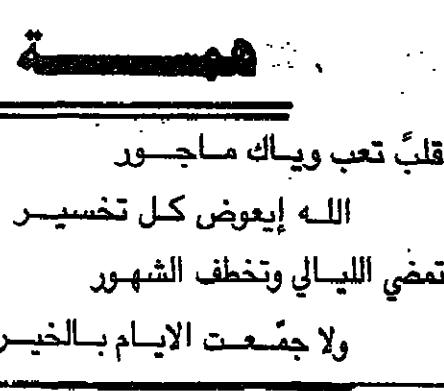 همسة
قلبً تعب وياك ماجور
الله إيعوض كل تخسير
تمضي الليالي وتخطف الشهور
ولا جمّعت الايام بالخير